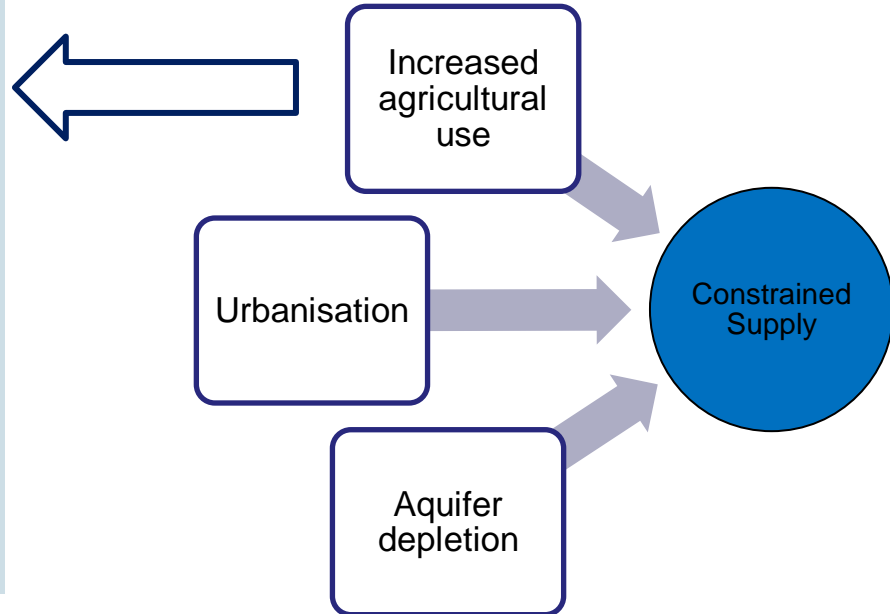 Increased
agricultural
use
Urbanisation
Constrained
Supply
Aquifer
depletion